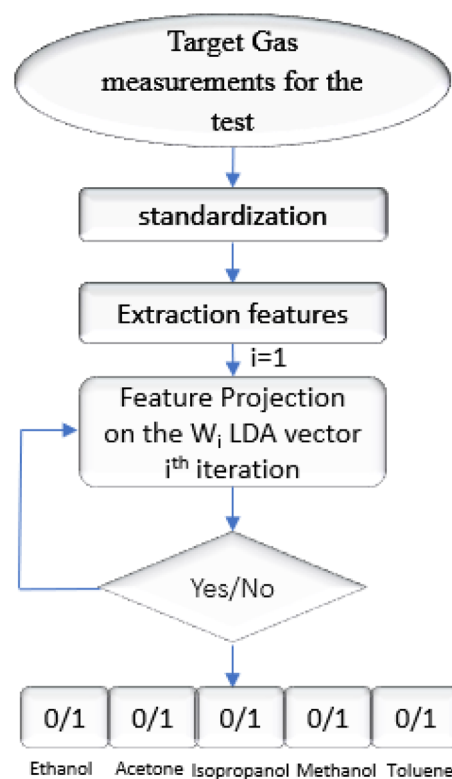 Target Gas
measurements for the
test
standardization
Extraction features
i=1
Feature Projection
on the Wi LDA vector
ith iteration
Yes/No
0/1 0/1 0/1 0/1 0/1
Ethanol Acetone Isopropanol Methanol Toluene